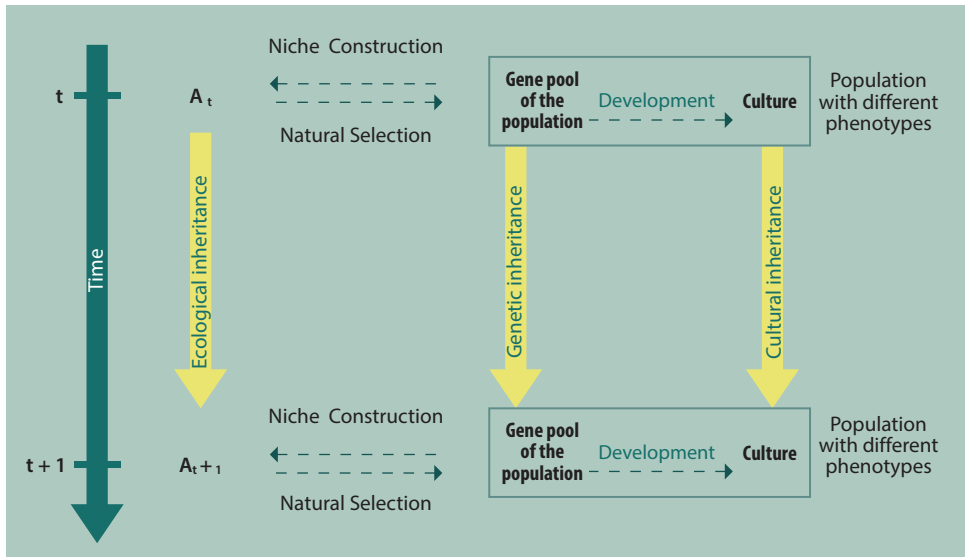 Niche Construction
t
A t
Natural Selection
Gene pool
of the
population
Development
Culture
Population
with different
phenotypes
Time
Ecological inheritance
Genetic inheritance
Cultural inheritance
Niche Construction
t + 1
A t + 1
Natural Selection
Gene pool
of the
population
Development
Culture
Population
with different
phenotypes